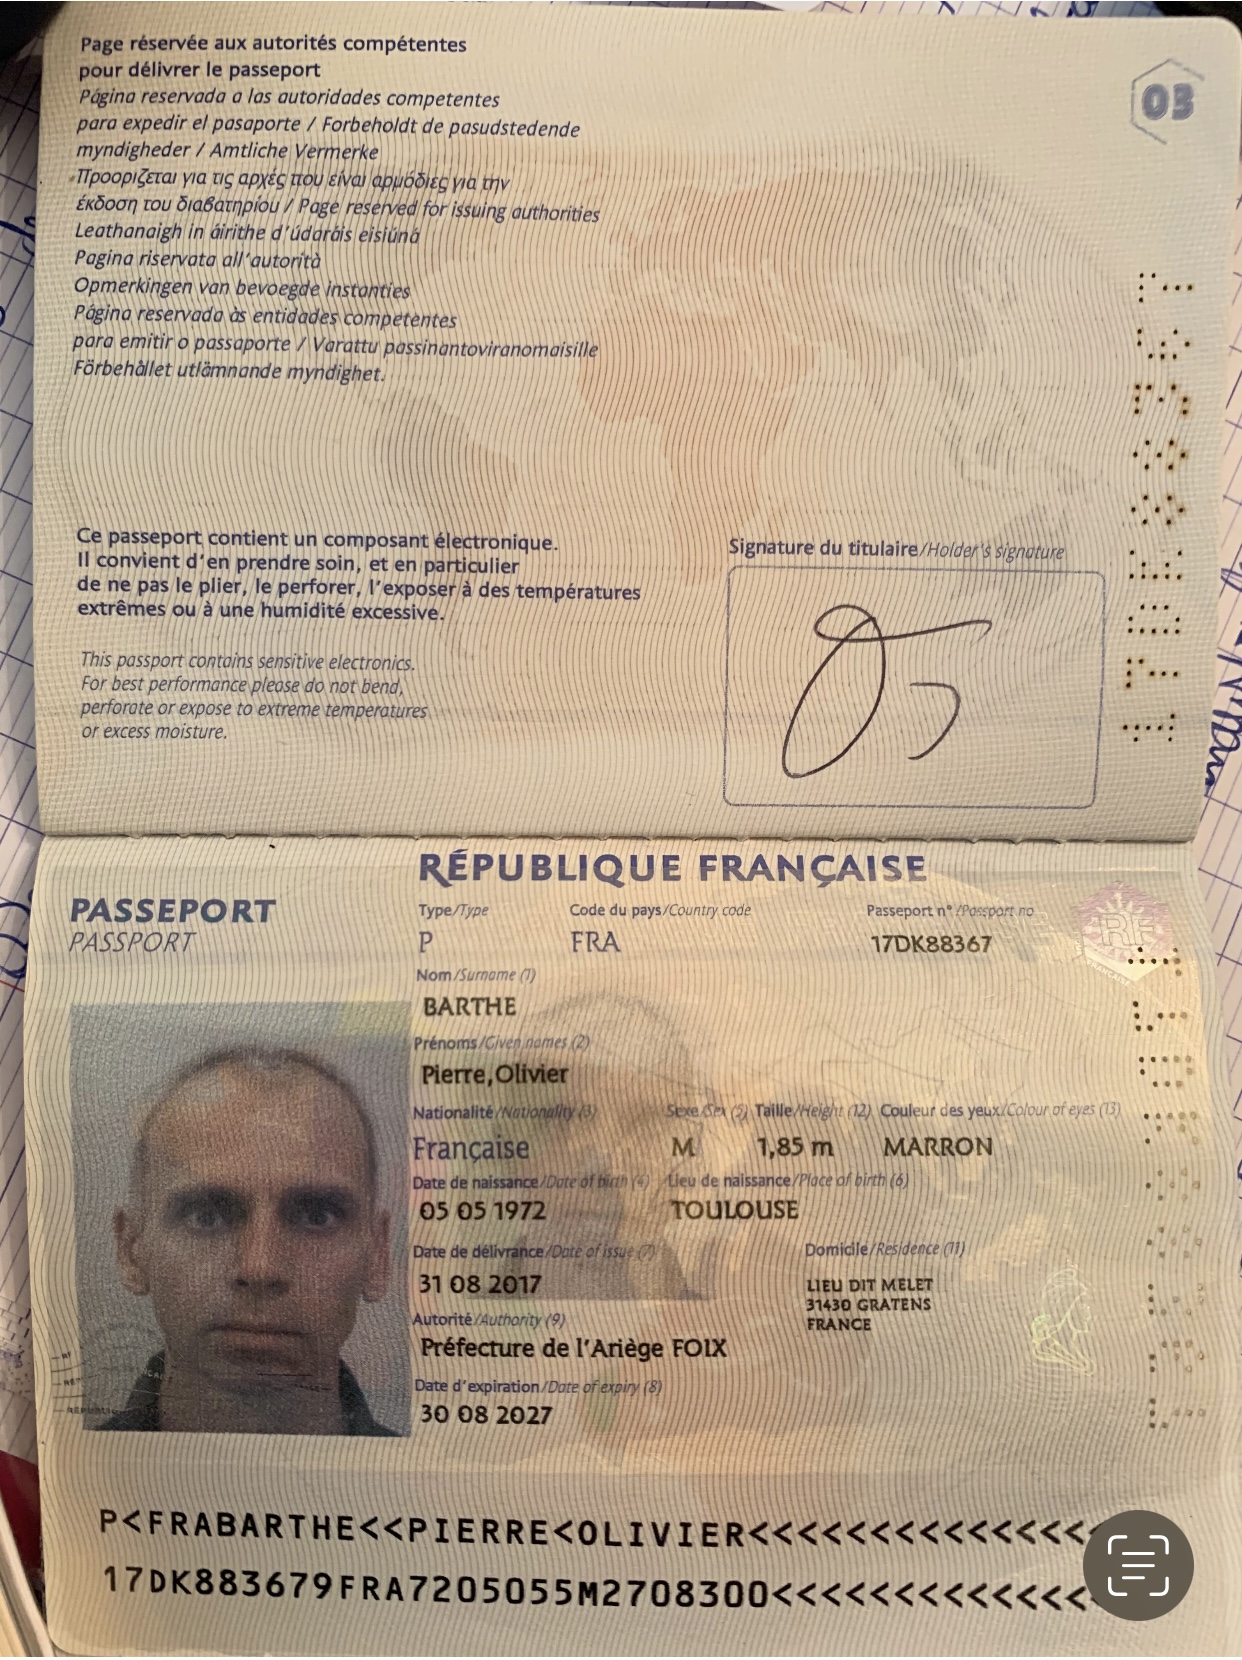 Page réservée aux autorités compétentes
pour délivrer le passeport
Página reservada a las autoridades competentes
para expedir el pasaporte / Forbeholdt de pasudstedende
myndigheder / Amtliche Vermerke
Προορίζεται για τις αρχές που είναι αρμόδιες για την
έκδοση του διαβατηρίου / Page reserved for issuing authorities
Leathanaigh in áirithe d'údaráis eisiúná
Pagina riservata all'autorità
Opmerkingen van bevoegde instanties
Página reservada às entidades competentes
para emitir o passaporte / Varattu passinantoviranomaisille
Förbehållet utlämnande myndighet.
03
Ce passeport contient un composant électronique.
Il convient d'en prendre soin, et en particulier
de ne pas le plier, le perforer, l'exposer à des températures
extrêmes ou à une humidité excessive.
This passport contains sensitive electronics.
For best performance please do not bend,
perforate or expose to extreme temperatures
or excess moisture.
Signature du titulaire/Holder's signature
RÉPUBLIQUE FRANÇAISE
PASSEPORT
PASSPORT
Type/Type
Code du pays/Country code
Passeport n°/Passport no
P
FRA
17DK88367
RF
Nom/Surname (1)
BARTHE
Prénoms/Given names (2)
Pierre,Olivier
Nationalité/Nationality (3)
Sexe/Sex (5) Taille/Height (12) Couleur des yeux/Colour of eyes (13)
Française
M
1,85 m
MARRON
Date de naissance/Date of birth (4)
Lieu de naissance/Place of birth (6)
05 05 1972
TOULOUSE
Date de délivrance/Date of issue (7)
Domicile/Residence (11)
31 08 2017
LIEU DIT MELET
31430 GRATENS
FRANCE
Autorité/Authority (9)
Préfecture de l'Ariège FOIX
Date d'expiration/Date of expiry (8)
30 08 2027
P<FRABARTHE<<PIERRE<OLIVIER<<<<<<<<<<<<<<<
17DK883679FRA7205055M2708300<<<<<<<<<<<<<<